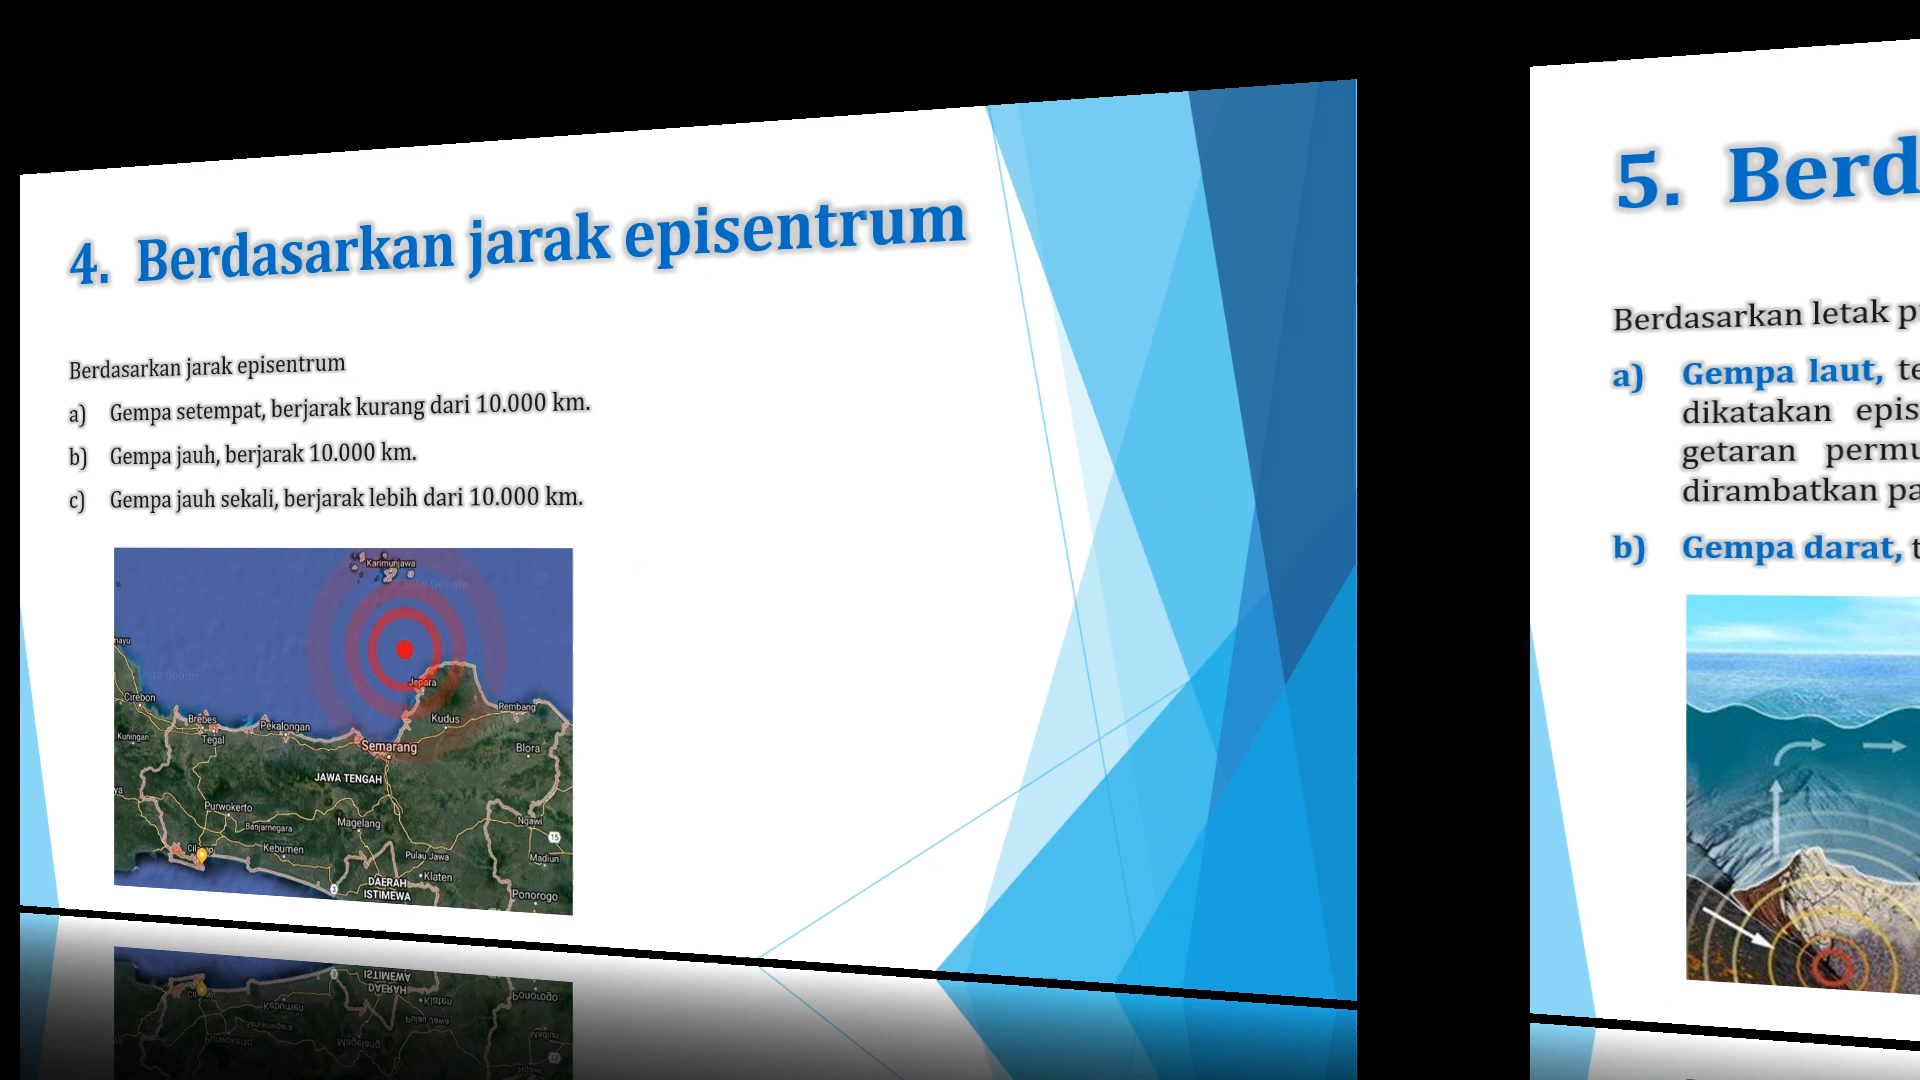 4. Berdasarkan jarak episentrum
Berdasarkan jarak episentrum
a) Gempa setempat, berjarak kurang dari 10.000 km.
b) Gempa jauh, berjarak 10.000 km.
c) Gempa jauh sekali, berjarak lebih dari 10.000 km.
Karimunjawa
Jepara
Cirebon
Rembang
Brebes
Kudus
Pekalongan
Kuningan
Tegal
Semarang
Blora
JAWA TENGAH
Purwokerto
Magelang
Ngawi
Banjarnegara
15
Kebumen
Pulau Jawa
Madiun
Klaten
DAERAH
ISTIMEWA
3
Ponorogo
5. Berd
Berdasarkan letak p
a) Gempa laut, te
dikatakan epis
getaran permu
dirambatkan pa
b) Gempa darat, t